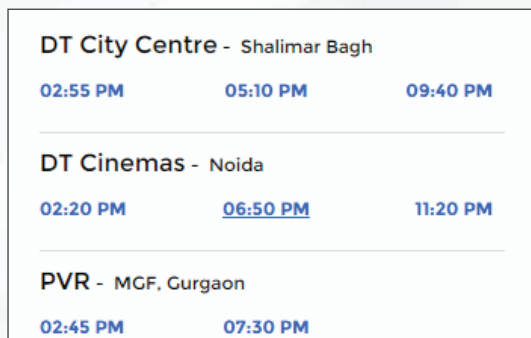 DT City Centre - Shalimar Bagh
02:55 PM 05:10 PM 09:40 PM
DT Cinemas - Noida
02:20 PM 06:50 PM 11:20 PM
PVR - MGF, Gurgaon
02:45 PM 07:30 PM